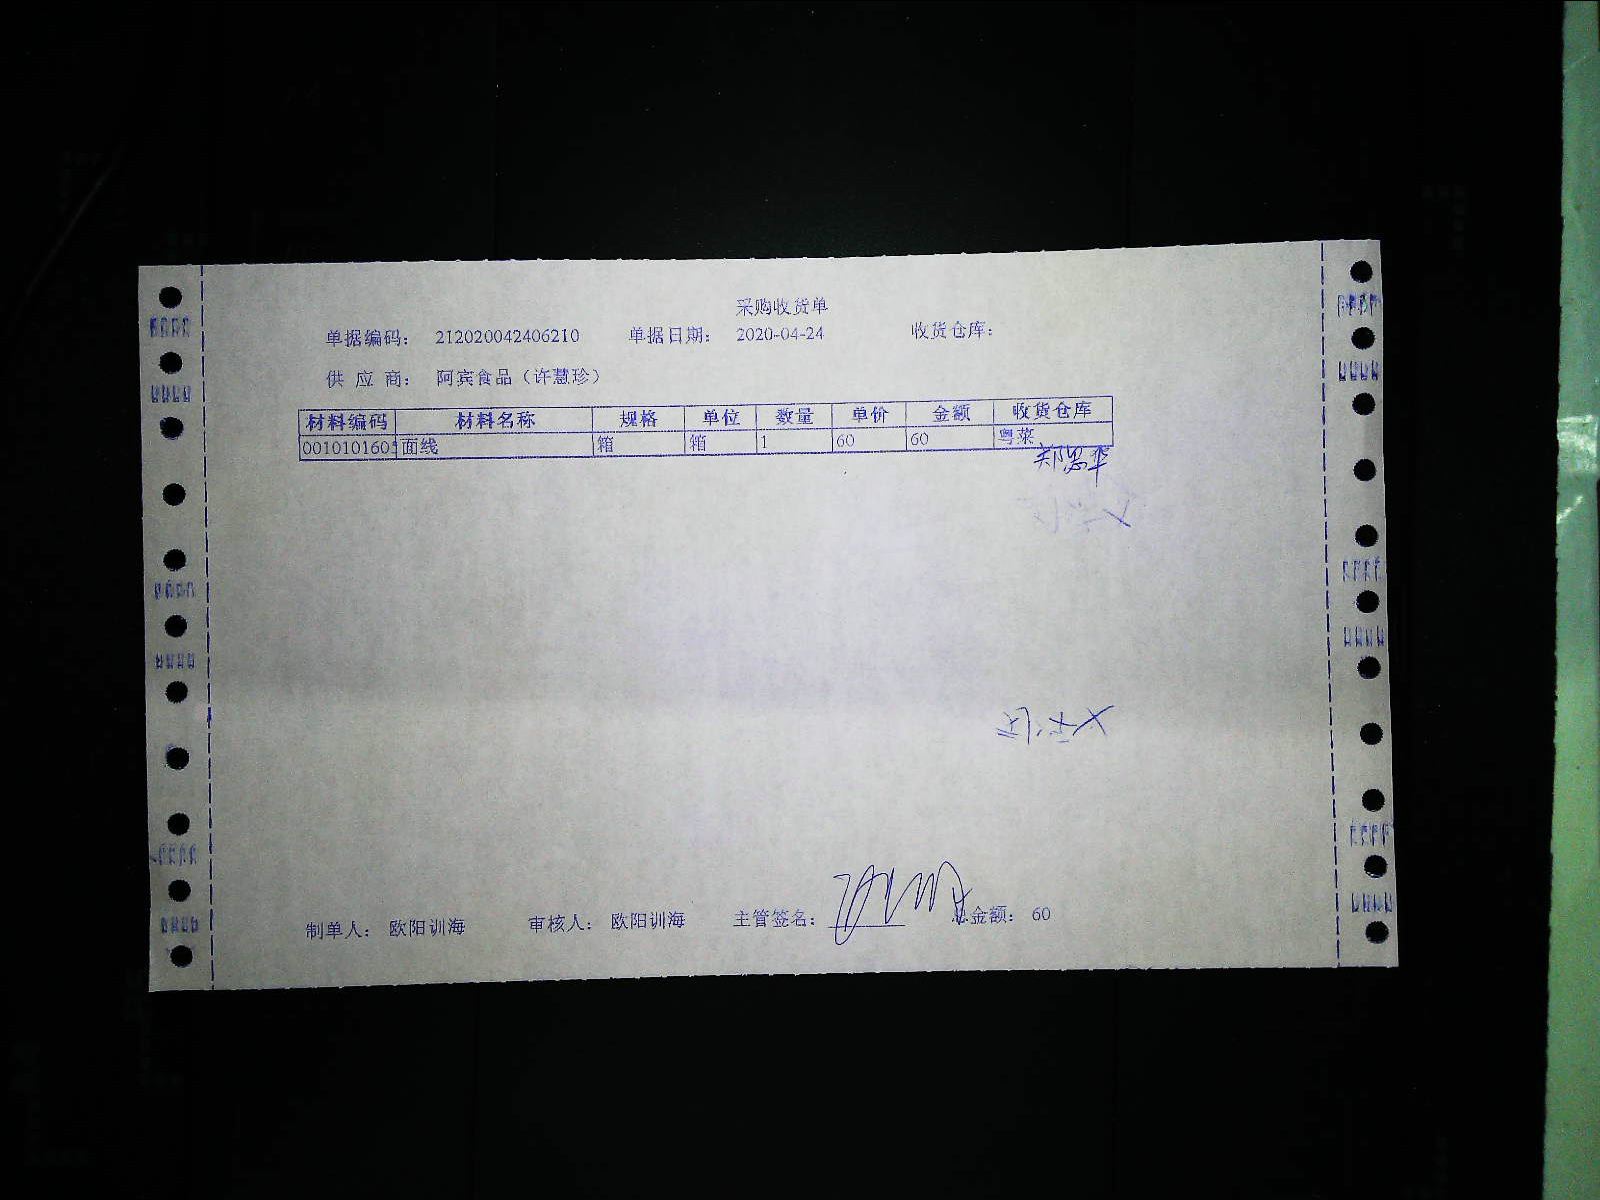 采购收货单
单据编码： 212020042406210 单据日期： 2020-04-24 收货仓库：
供 应 商： 阿宾食品（许慧珍）
材料编码 材料名称 规格 单位 数量 单价 金额 收货仓库
0010101605 面线 箱 箱 1 60 60 粤菜
郑思华
制单人： 欧阳训海 审核人： 欧阳训海 主管签名： 总金额： 60